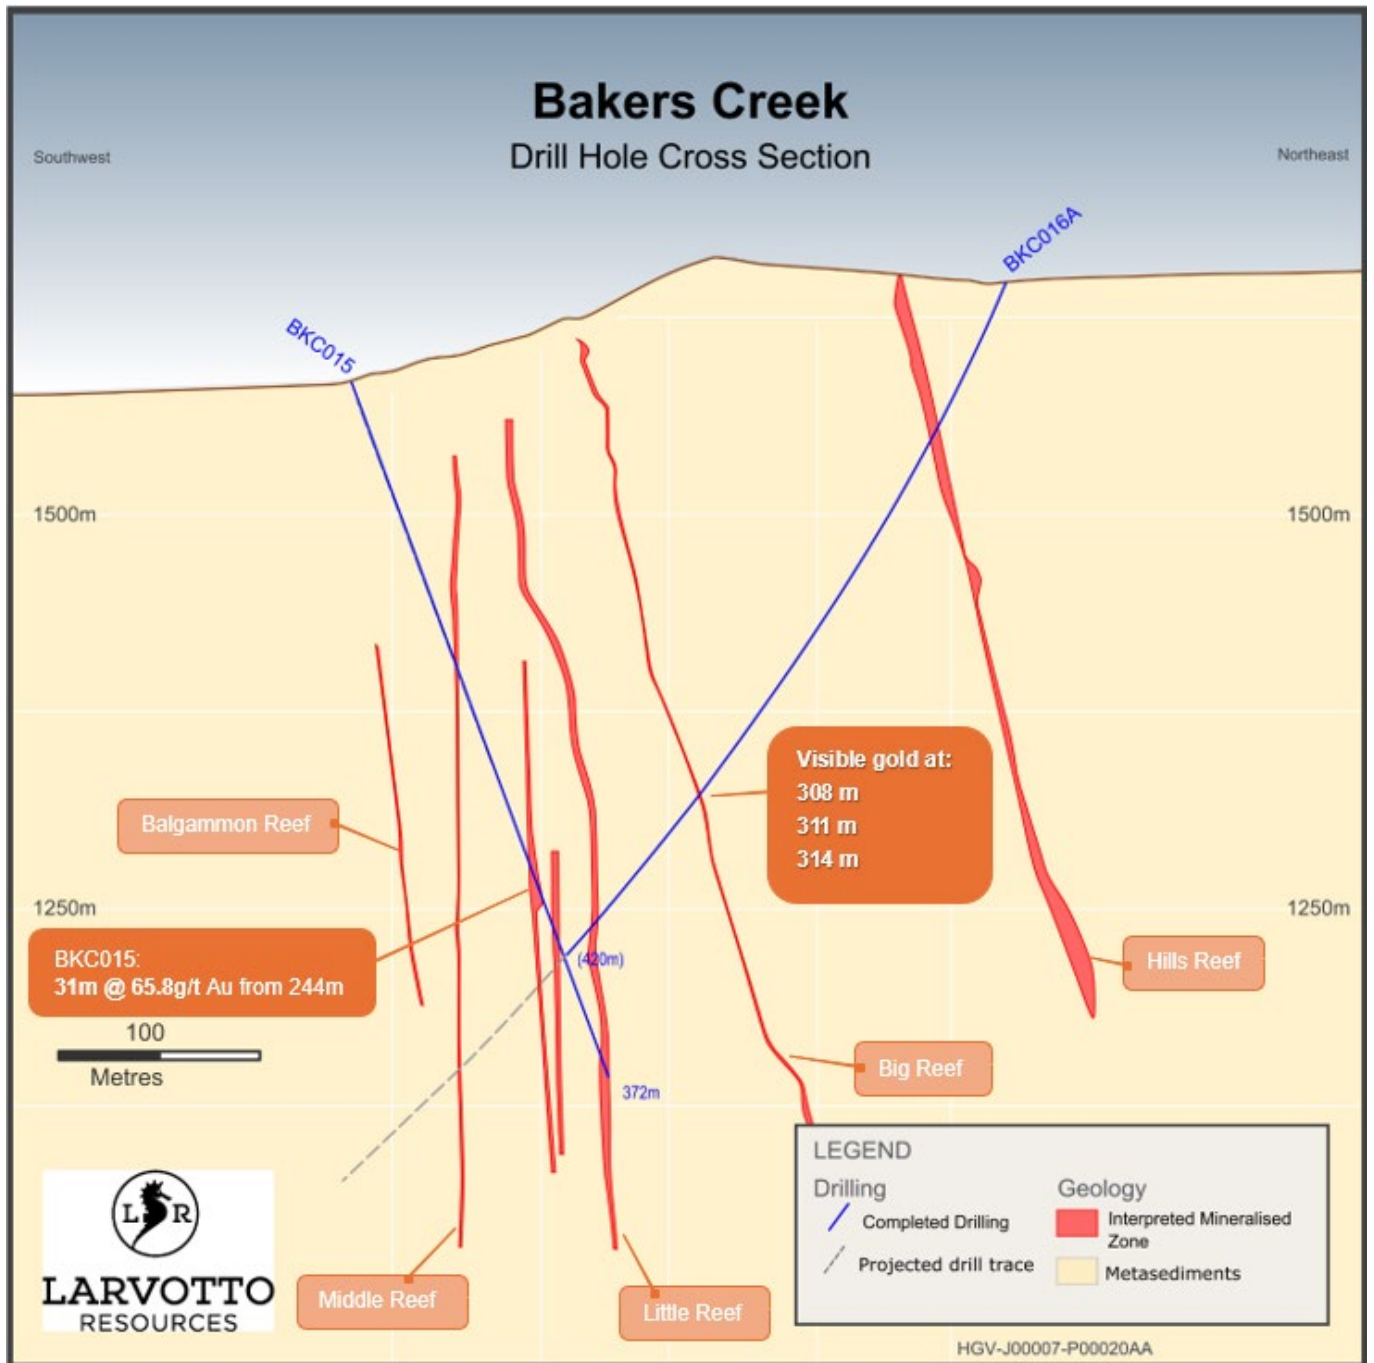 Bakers Creek
Drill Hole Cross Section
Southwest
Northeast
BKC016A
BKC015
1500m
1500m
Visible gold at:
308 m
311 m
314 m
Balgammon Reef
1250m
1250m
BKC015:
31m @ 65.8g/t Au from 244m
(420m)
Hills Reef
100
Metres
Big Reef
372m
LEGEND
Drilling
Geology
Completed Drilling
Interpreted Mineralised
Zone
Projected drill trace
Metasediments
L R
LARVOTTO
RESOURCES
Middle Reef
Little Reef
HGV-J00007-P00020AA